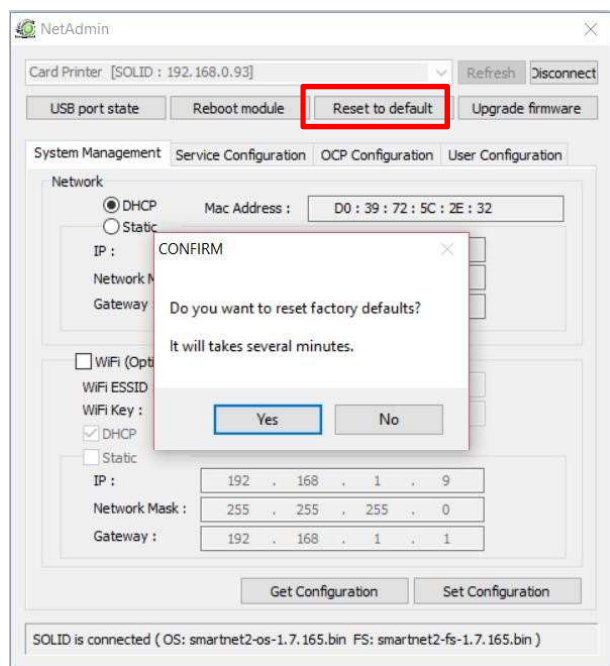 NetAdmin
Card Printer [SOLID : 192.168.0.93] Refresh Disconnect
USB port state Reboot module Reset to default Upgrade firmware
System Management Service Configuration OCP Configuration User Configuration
Network
DHCP Mac Address : D0 : 39 : 72 : 5C : 2E : 32
Static
IP :
Network M
Gateway
CONFIRM
Do you want to reset factory defaults?
It will takes several minutes.
Yes No
WiFi (Opti
WiFi ESSID
WiFi Key :
DHCP
Static
IP : 192 . 168 . 1 . 9
Network Mask : 255 . 255 . 255 . 0
Gateway : 192 . 168 . 1 . 1
Get Configuration Set Configuration
SOLID is connected ( OS: smartnet2-os-1.7.165.bin FS: smartnet2-fs-1.7.165.bin )